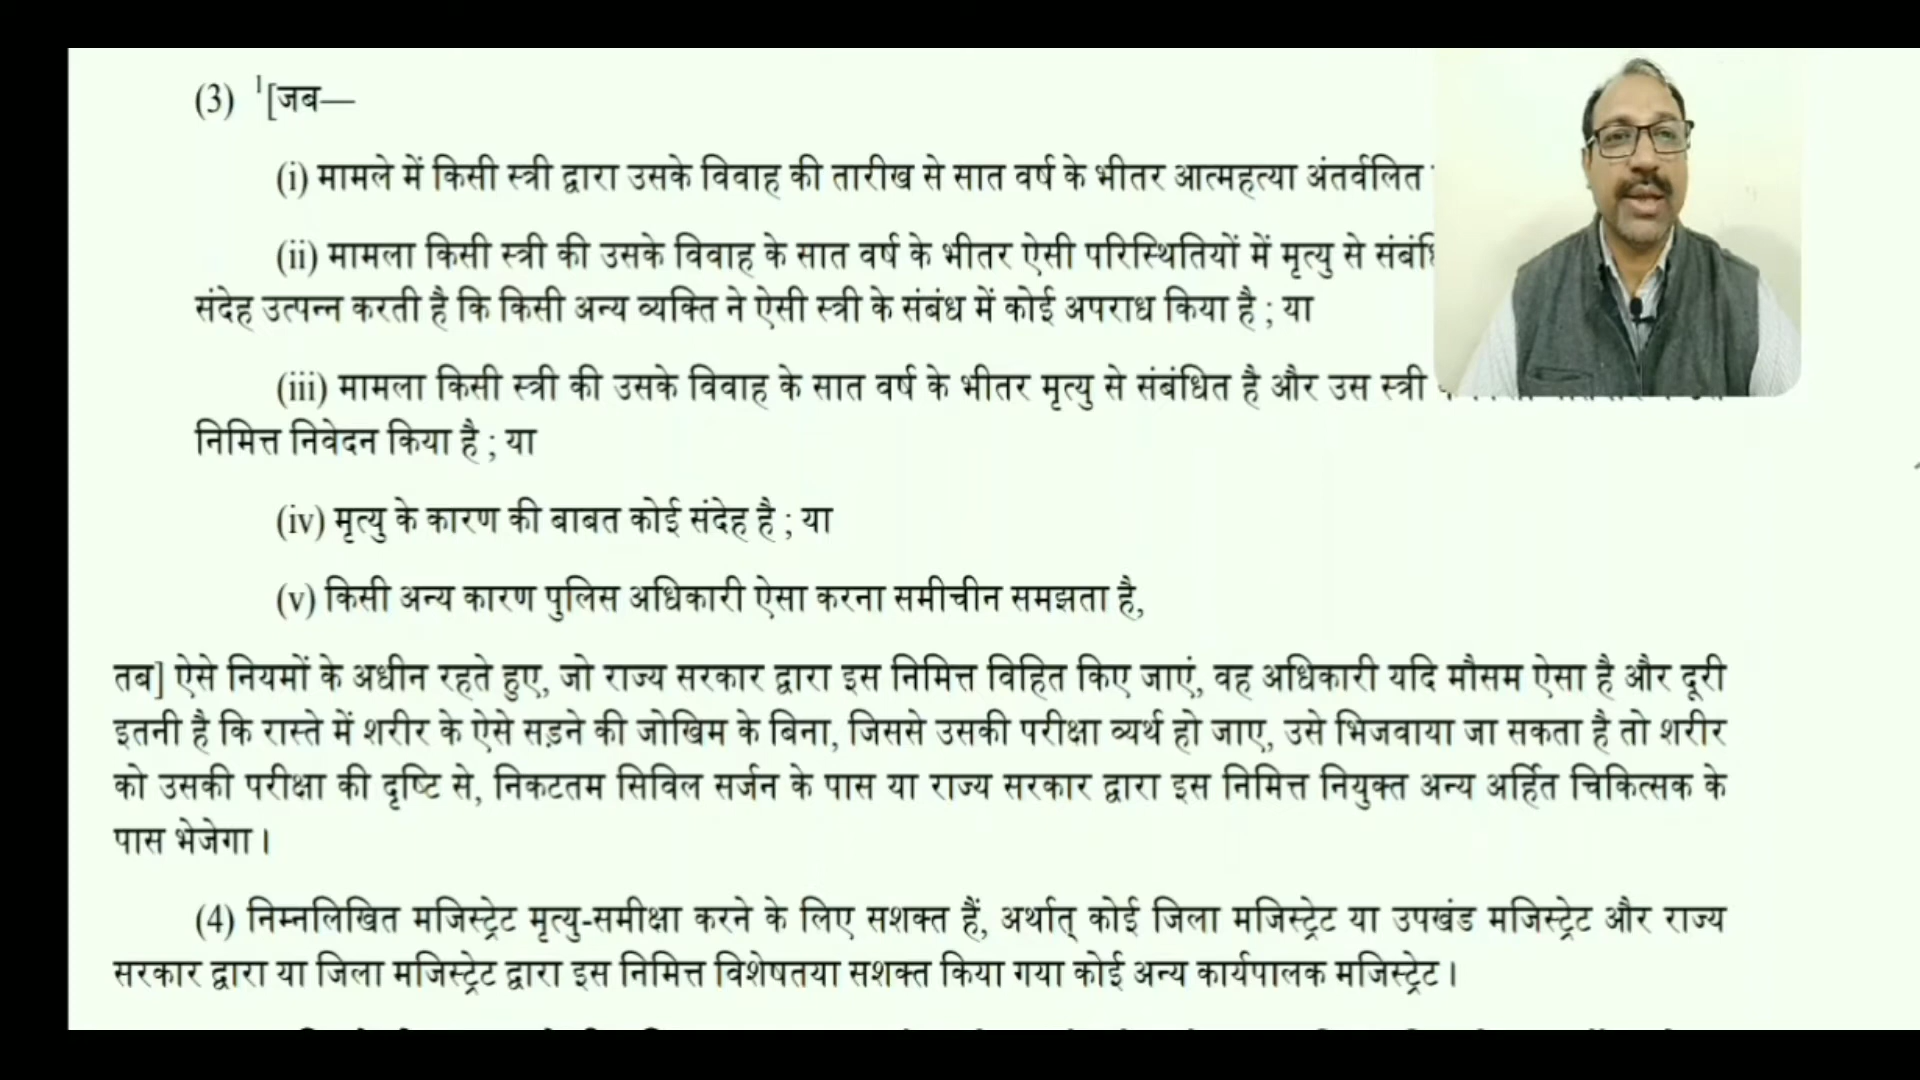 (3) ¹[जब—
(i) मामले में किसी स्त्री द्वारा उसके विवाह की तारीख से सात वर्ष के भीतर आत्महत्या अंतर्वलित
(ii) मामला किसी स्त्री की उसके विवाह के सात वर्ष के भीतर ऐसी परिस्थितियों में मृत्यु से
संदेह उत्पन्न करती है कि किसी अन्य व्यक्ति ने ऐसी स्त्री के संबंध में कोई अपराध किया है ; या
(iii) मामला किसी स्त्री की उसके विवाह के सात वर्ष के भीतर मृत्यु से संबंधित है और उस स्त्री
निमित्त निवेदन किया है ; या
(iv) मृत्यु के कारण की बाबत कोई संदेह है ; या
(v) किसी अन्य कारण पुलिस अधिकारी ऐसा करना समीचीन समझता है,
तब] ऐसे नियमों के अधीन रहते हुए, जो राज्य सरकार द्वारा इस निमित्त विहित किए जाएं, वह अधिकारी यदि मौसम ऐसा है और दूरी
इतनी है कि रास्ते में शरीर के ऐसे सड़ने की जोखिम के बिना, जिससे उसकी परीक्षा व्यर्थ हो जाए, उसे भिजवाया जा सकता है तो शरीर
को उसकी परीक्षा की दृष्टि से, निकटतम सिविल सर्जन के पास या राज्य सरकार द्वारा इस निमित्त नियुक्त अन्य अर्हित चिकित्सक के
पास भेजेगा।
(4) निम्नलिखित मजिस्ट्रेट मृत्यु-समीक्षा करने के लिए सशक्त हैं, अर्थात् कोई जिला मजिस्ट्रेट या उपखंड मजिस्ट्रेट और राज्य
सरकार द्वारा या जिला मजिस्ट्रेट द्वारा इस निमित्त विशेषतया सशक्त किया गया कोई अन्य कार्यपालक मजिस्ट्रेट।